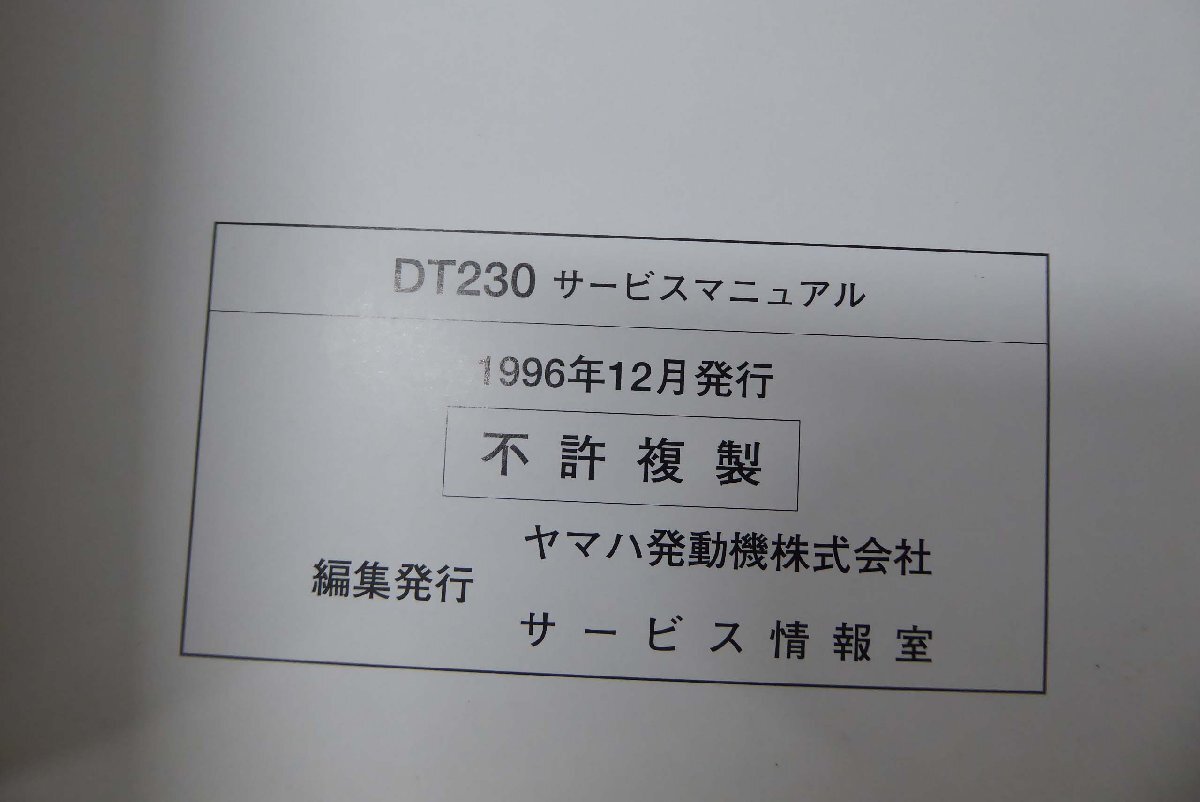 DT230 サービスマニュアル
1996年12月発行
不許複製
ヤマハ発動機株式会社
編集発行
サービス情報室